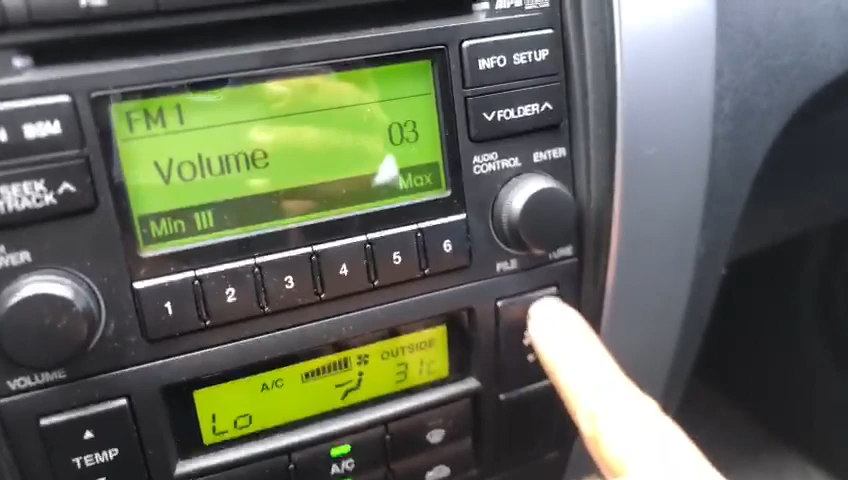 INFO SETUP
FOLDER
FM 1
Volume 03
Max
Min
SEEK
TRACK
AUDIO
CONTROL
ENTER
FILE
1 2 3 4 5 6
VOLUME
A/C
OUTSIDE
31c
Lo
TEMP
A/C